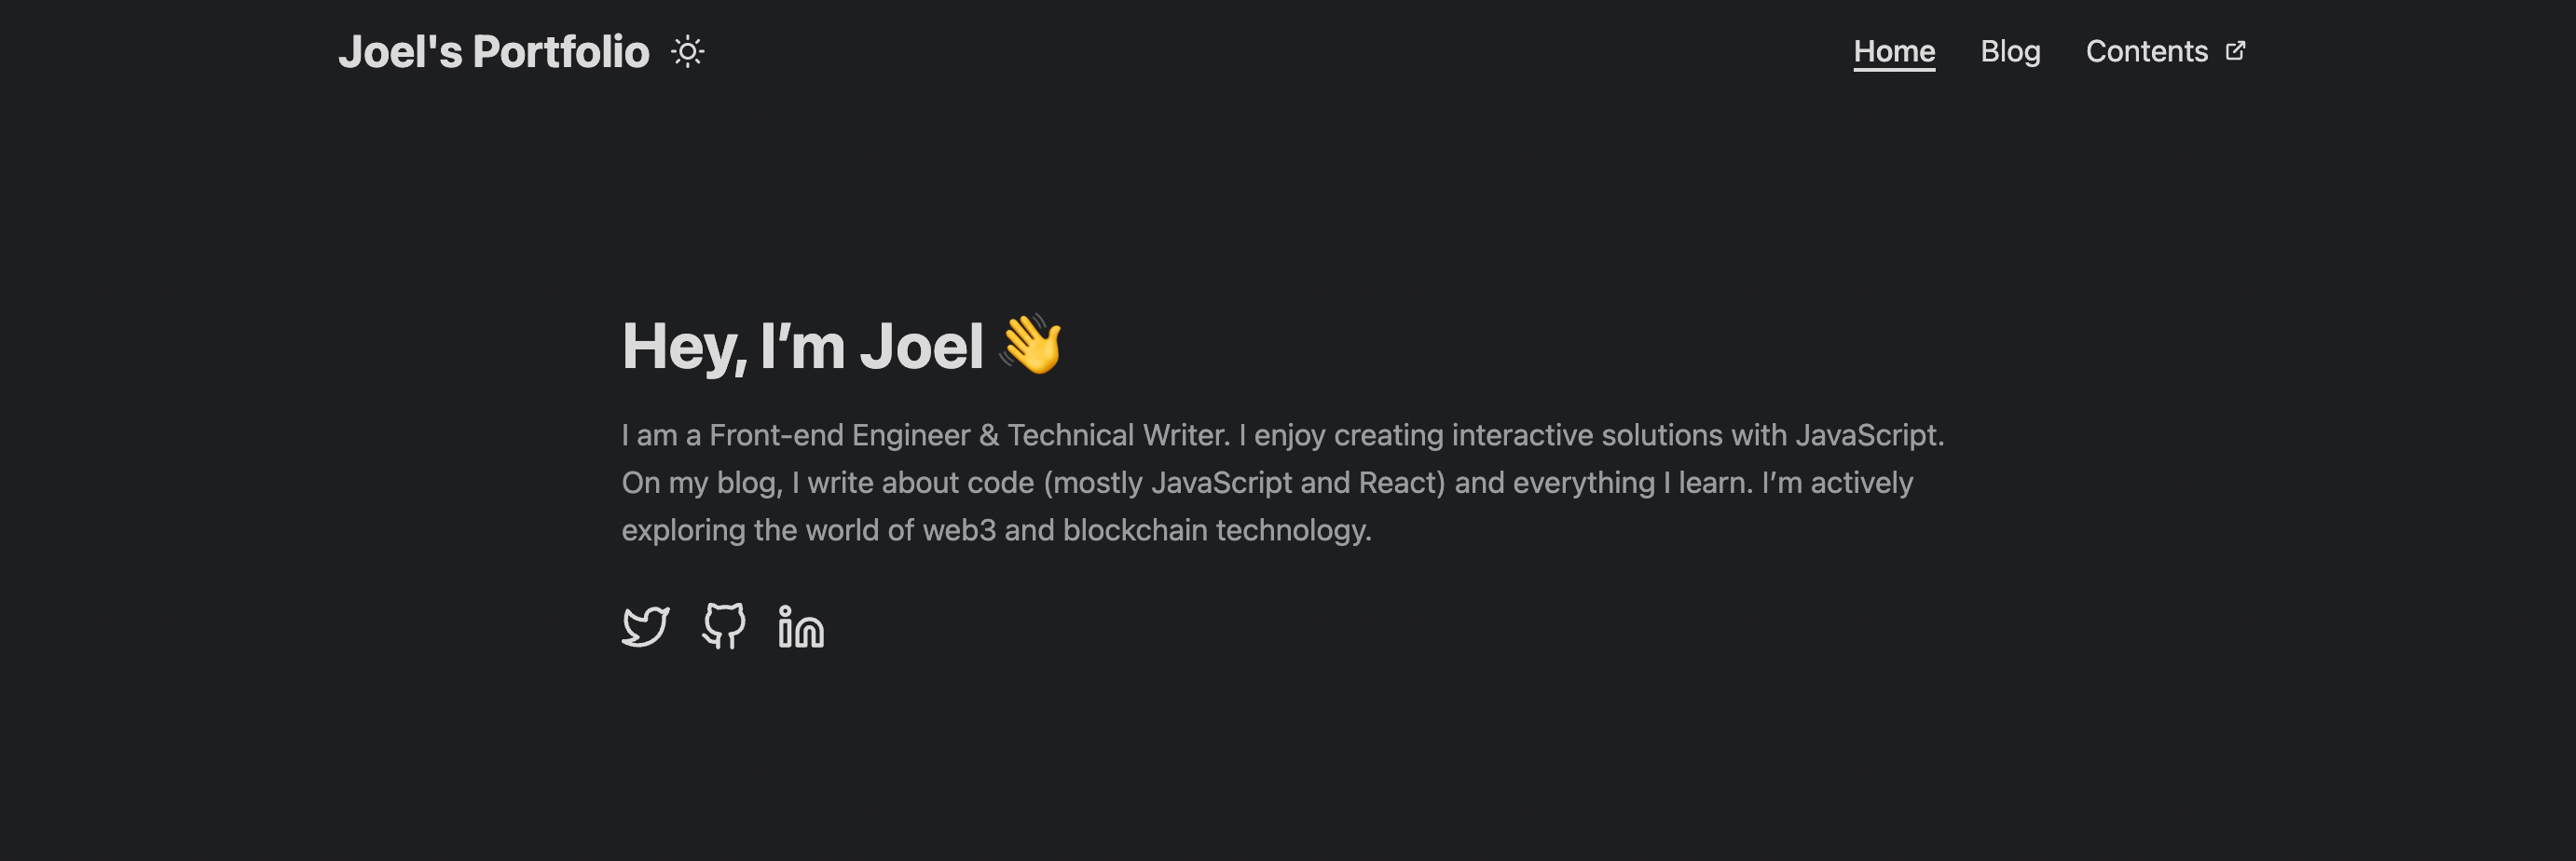 Joel's Portfolio
Home Blog Contents
Hey, I’m Joel 👋
I am a Front-end Engineer & Technical Writer. I enjoy creating interactive solutions with JavaScript.
On my blog, I write about code (mostly JavaScript and React) and everything I learn. I’m actively
exploring the world of web3 and blockchain technology.